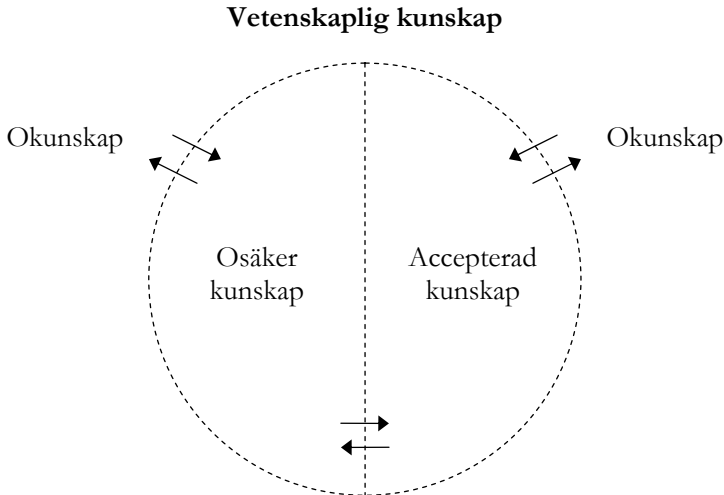 Vetenskaplig kunskap
Okunskap
Okunskap
Osäker
kunskap
Accepterad
kunskap